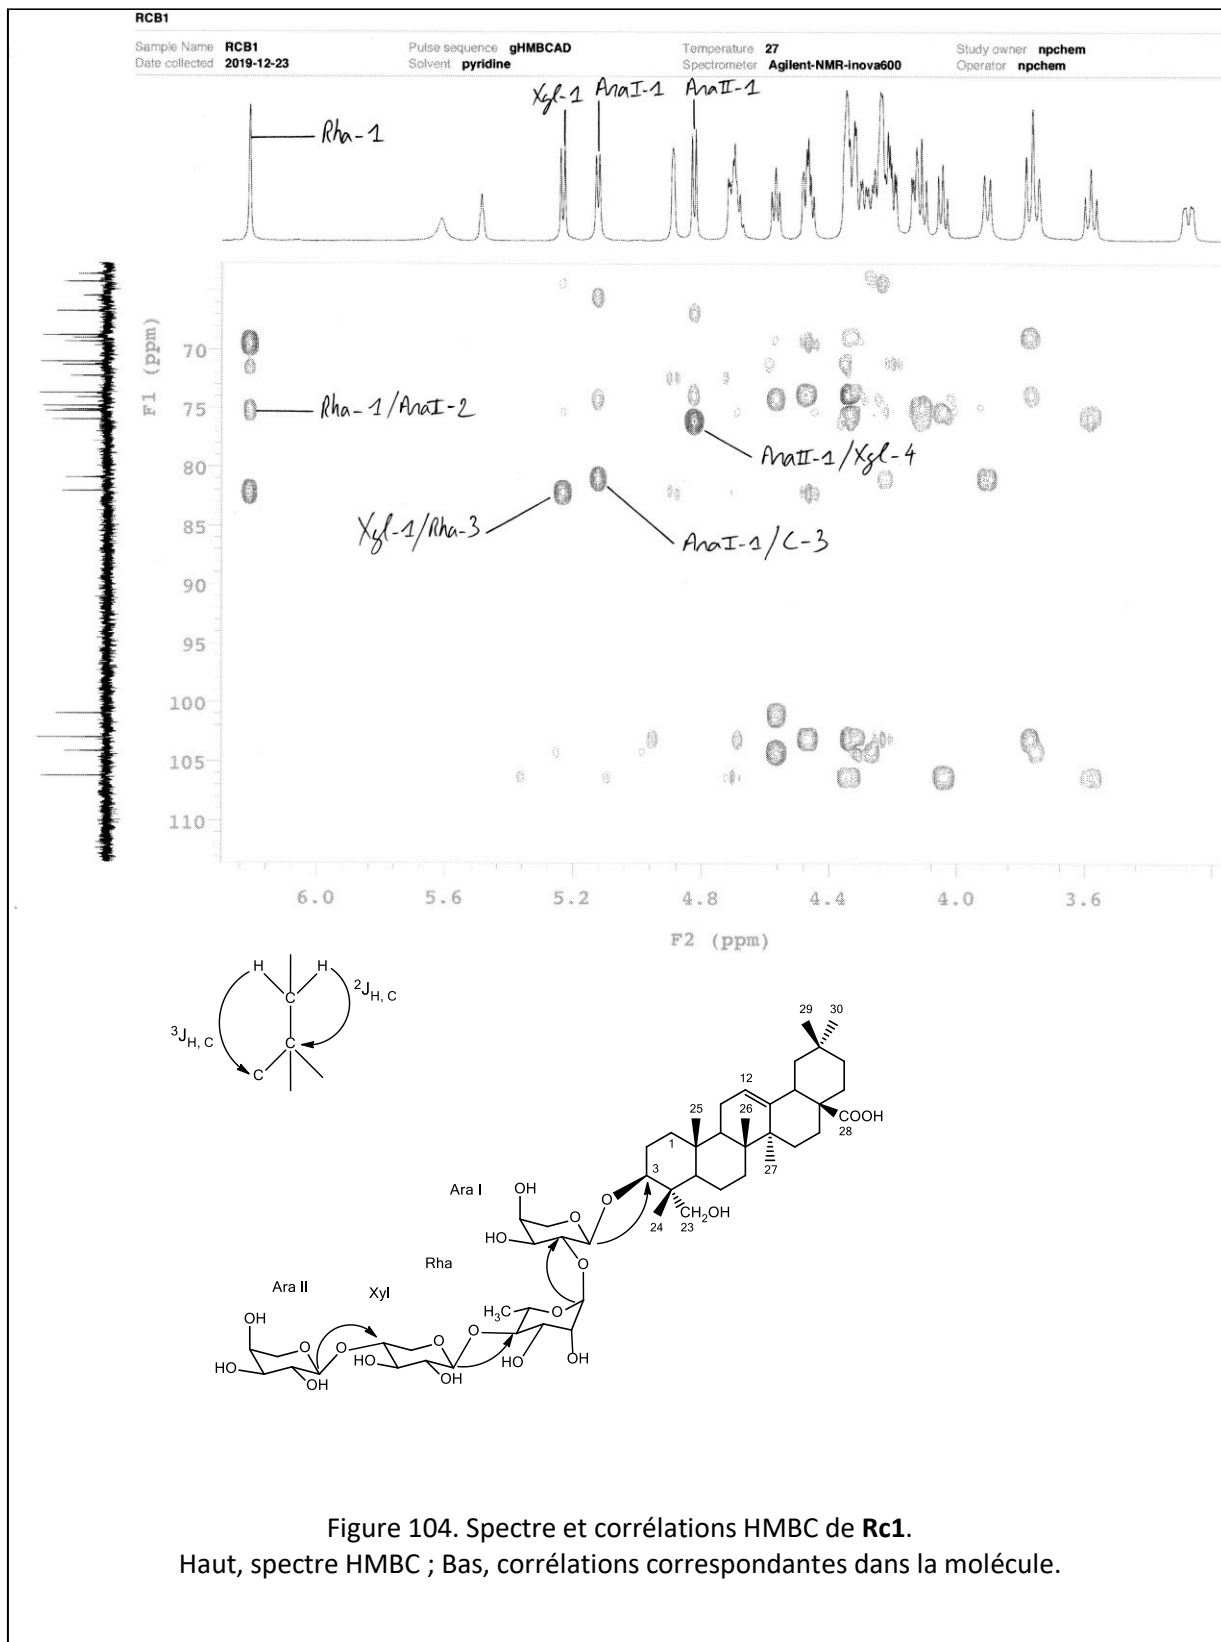 RCB1
Sample Name RCB1 Pulse sequence gHMBCAD Temperature 27 Study owner npchem
Date collected 2019-12-23 Solvent pyridine Spectrometer Agilent-NMR-inova600 Operator npchem
Xyl-1 AraI-1 AraII-1
Rha-1
F1 (ppm)
70
75
80
85
90
95
100
105
110
Rha-1/AraI-2
AraII-1/Xyl-4
Xyl-1/Rha-3
AraI-1/C-3
6.0 5.6 5.2 4.8 4.4 4.0 3.6
F2 (ppm)
H H
C
C
C
²J H, C
³J H, C
29 30
12
25 26
COOH
28
27
1
3
24
CH₂OH
23
Ara I
OH
O
O
HO
O
Rha
H₃C
O
HO OH
Ara II
Xyl
OH
O
O
O
O
HO
HO
OH
HO
OH
Figure 104. Spectre et corrélations HMBC de Rc1.
Haut, spectre HMBC ; Bas, corrélations correspondantes dans la molécule.